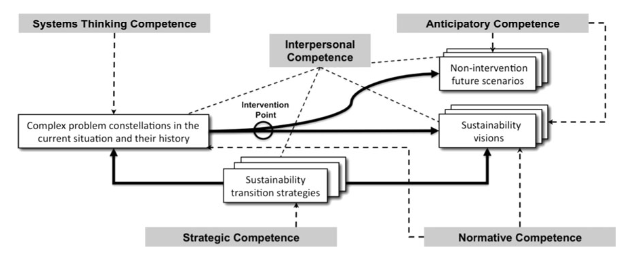 Systems Thinking Competence
Anticipatory Competence
Interpersonal
Competence
Non-intervention
future scenarios
Intervention
Point
Complex problem constellations in the
current situation and their history
Sustainability
visions
Sustainability
transition strategies
Strategic Competence
Normative Competence